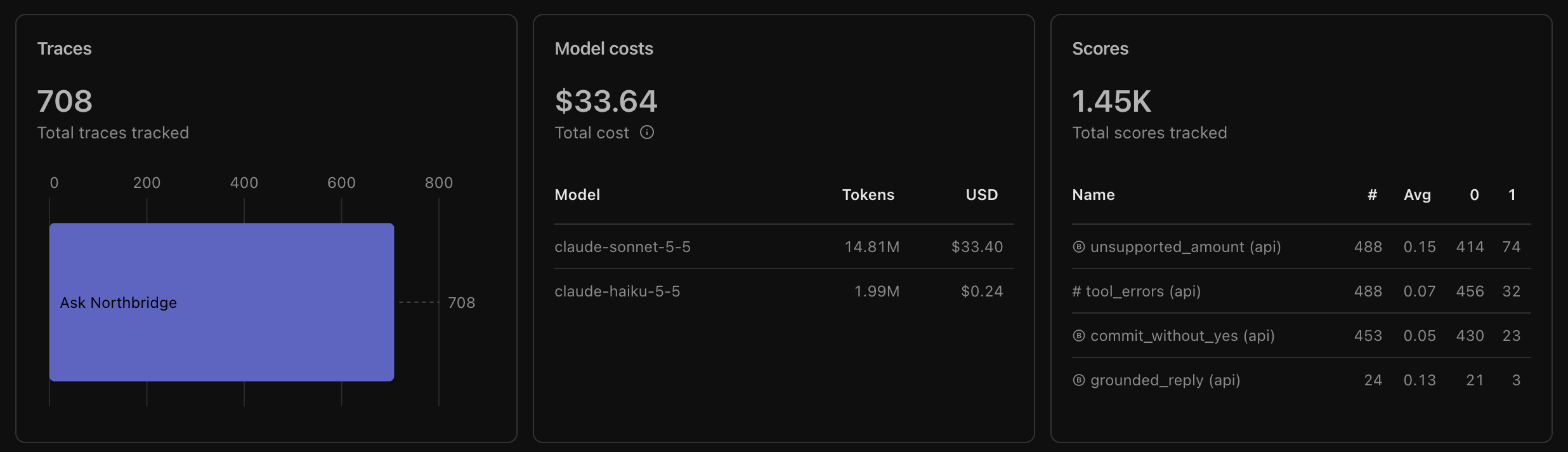 Traces
708
Total traces tracked
0 200 400 600 800
Ask Northbridge 708
Model costs
$33.64
Total cost
Model Tokens USD
claude-sonnet-5-5 14.81M $33.40
claude-haiku-5-5 1.99M $0.24
Scores
1.45K
Total scores tracked
Name # Avg 0 1
Ⓑ unsupported_amount (api) 488 0.15 414 74
# tool_errors (api) 488 0.07 456 32
Ⓑ commit_without_yes (api) 453 0.05 430 23
Ⓑ grounded_reply (api) 24 0.13 21 3